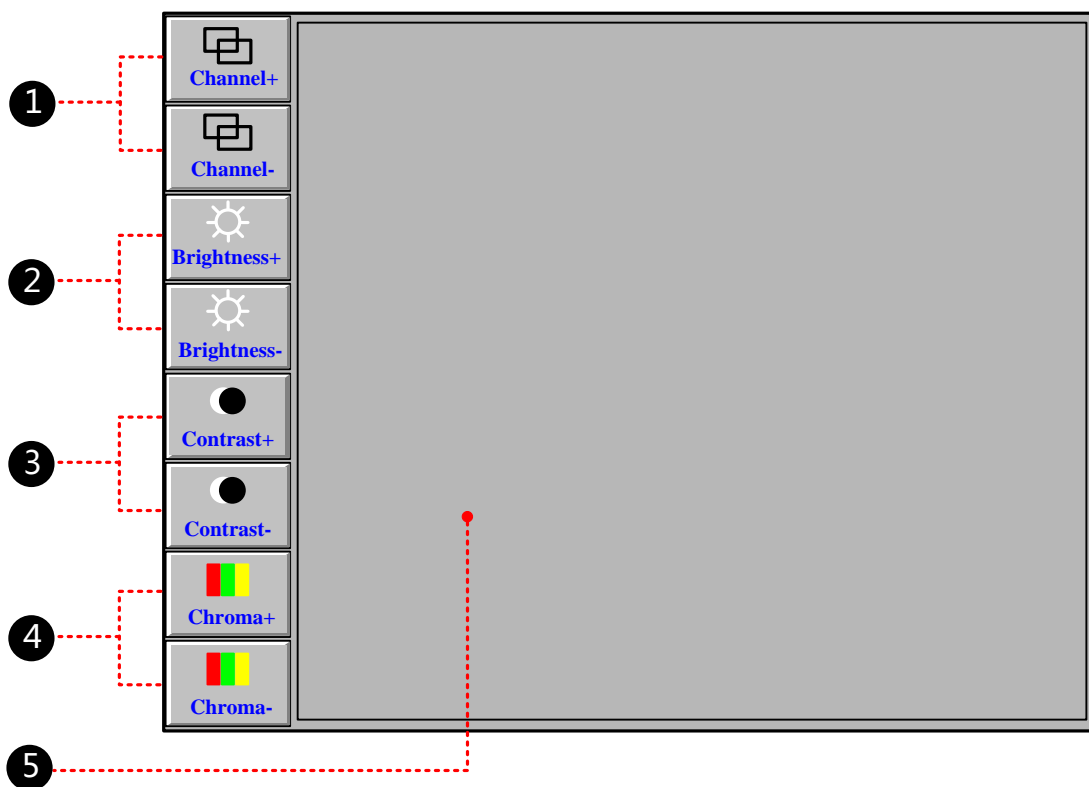 1
Channel+
Channel-
2
Brightness+
Brightness-
3
Contrast+
Contrast-
4
Chroma+
Chroma-
5